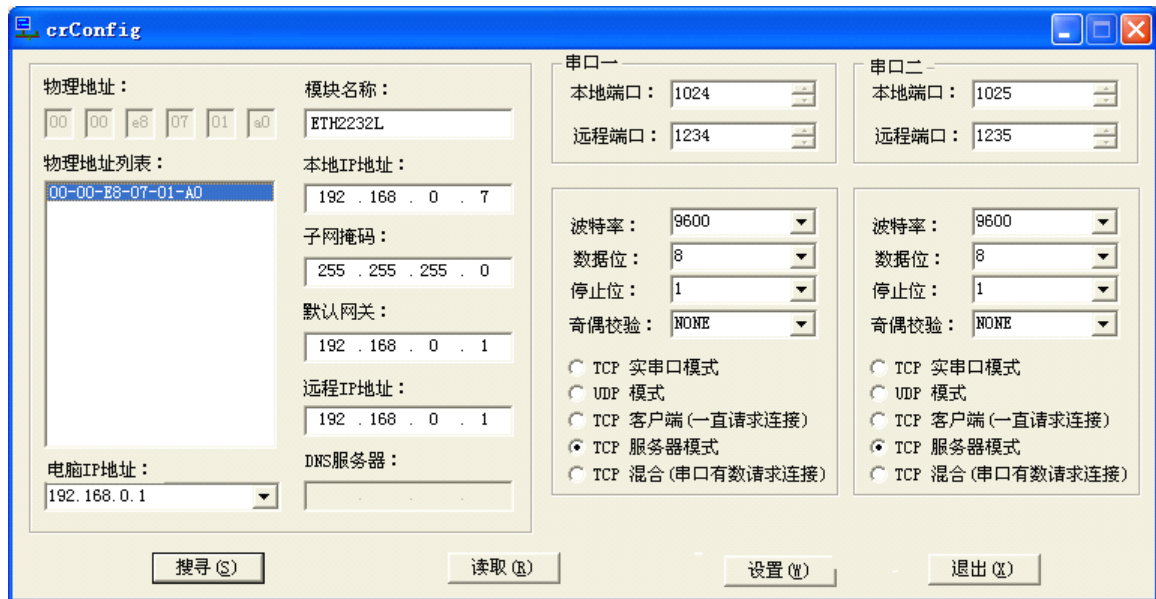 crConfig
物理地址：
00 00 e8 07 01 a0
物理地址列表：
00-00-E8-07-01-A0
电脑IP地址：
192.168.0.1
模块名称：
ETH2232L
本地IP地址：
192 . 168 . 0 . 7
子网掩码：
255 . 255 . 255 . 0
默认网关：
192 . 168 . 0 . 1
远程IP地址：
192 . 168 . 0 . 1
DNS服务器：
. . .
串口一
本地端口： 1024
远程端口： 1234
波特率： 9600
数据位： 8
停止位： 1
奇偶校验： NONE
TCP 实串口模式
UDP 模式
TCP 客户端(一直请求连接)
TCP 服务器模式
TCP 混合(串口有数请求连接)
串口二
本地端口： 1025
远程端口： 1235
波特率： 9600
数据位： 8
停止位： 1
奇偶校验： NONE
TCP 实串口模式
UDP 模式
TCP 客户端(一直请求连接)
TCP 服务器模式
TCP 混合(串口有数请求连接)
搜寻(S)
读取(R)
设置(W)
退出(X)